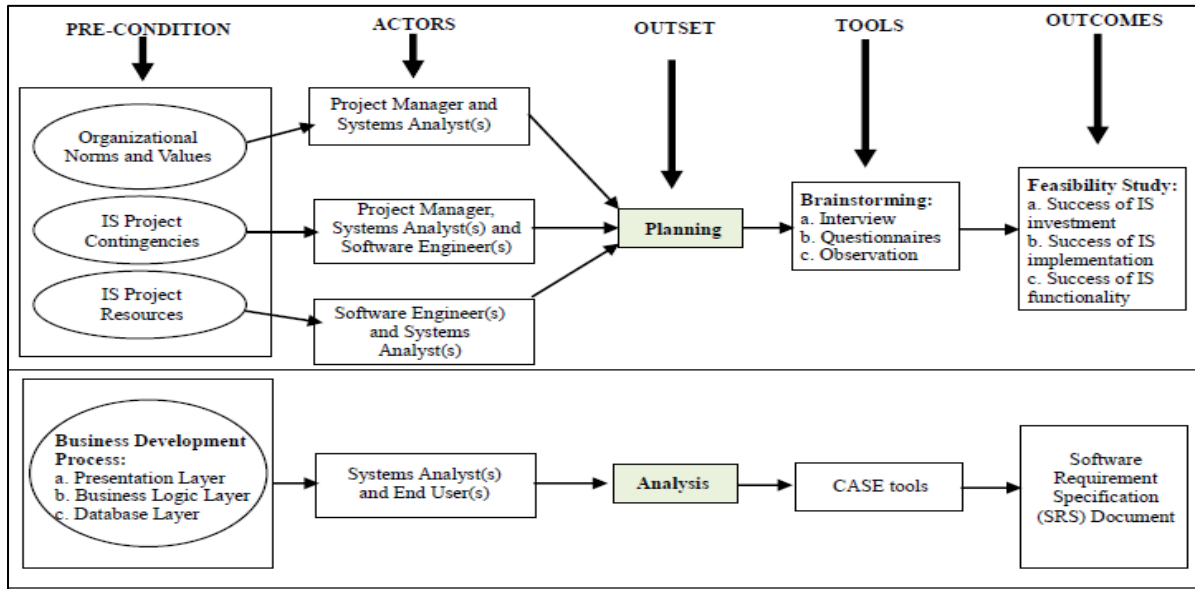 PRE-CONDITION
ACTORS
OUTSET
TOOLS
OUTCOMES
Organizational
Norms and Values
IS Project
Contingencies
IS Project
Resources
Project Manager and
Systems Analyst(s)
Project Manager,
Systems Analyst(s) and
Software Engineer(s)
Software Engineer(s)
and Systems
Analyst(s)
Planning
Brainstorming:
a. Interview
b. Questionnaires
c. Observation
Feasibility Study:
a. Success of IS
investment
b. Success of IS
implementation
c. Success of IS
functionality
Business Development
Process:
a. Presentation Layer
b. Business Logic Layer
c. Database Layer
Systems Analyst(s)
and End User(s)
Analysis
CASE tools
Software
Requirement
Specification
(SRS) Document